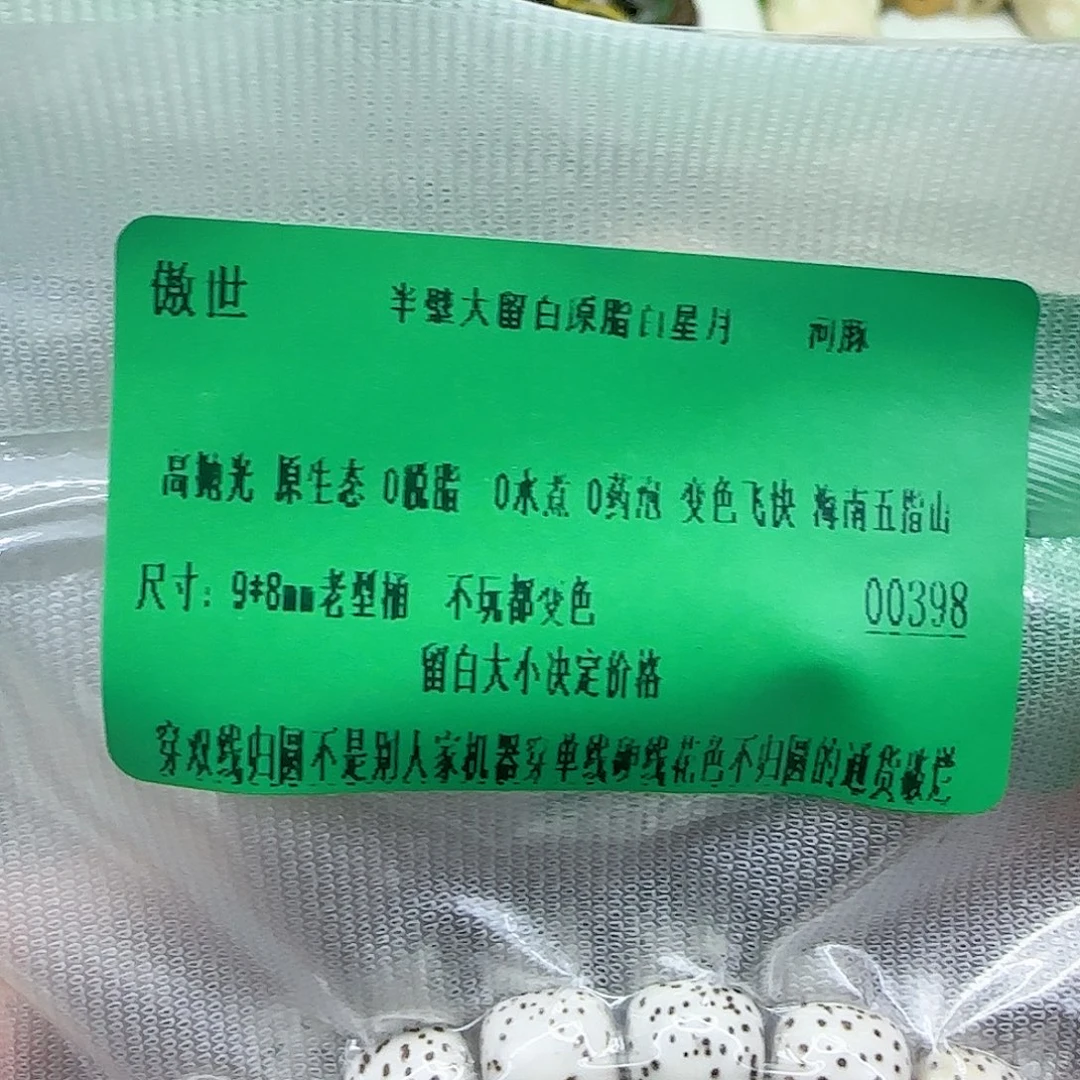 傲世 半壁大留白原脂白星月 河豚
高抛光 原生态 0脱脂 0水煮 0药剂 变色飞快 海南五指山
尺寸：9*8mm老型桶 不玩都变色 00398
留白大小决定价格
穿双线归圆不是别人家机器穿单线卵线花色不归圆的通货破烂